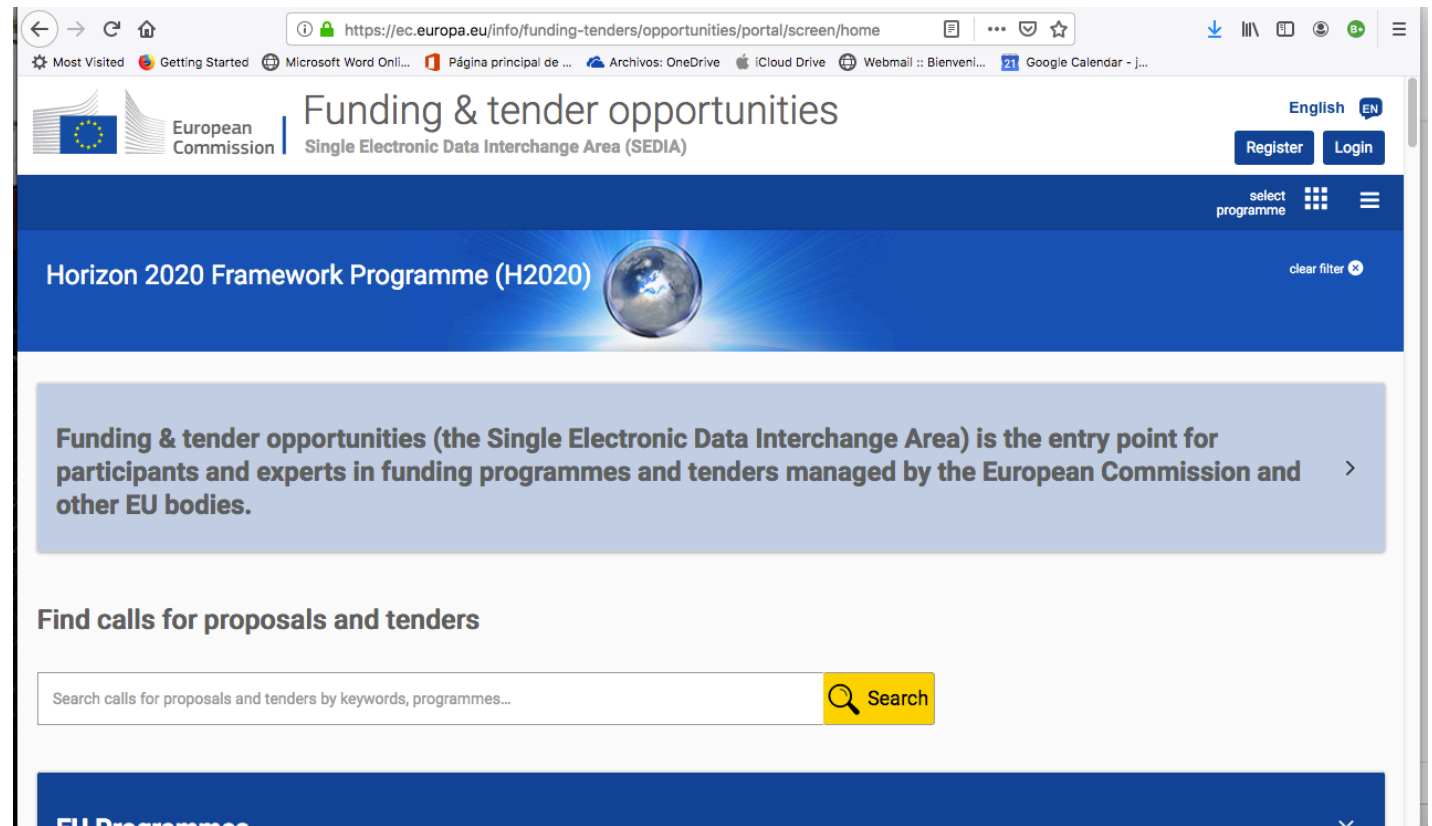 https://ec.europa.eu/info/funding-tenders/opportunities/portal/screen/home
Most Visited Getting Started Microsoft Word Onli... Página principal de ... Archivos: OneDrive iCloud Drive Webmail :: Bienveni... 21 Google Calendar - j...
European
Commission
Funding & tender opportunities
Single Electronic Data Interchange Area (SEDIA)
English EN
Register Login
select
programme
Horizon 2020 Framework Programme (H2020)
clear filter
Funding & tender opportunities (the Single Electronic Data Interchange Area) is the entry point for
participants and experts in funding programmes and tenders managed by the European Commission and
other EU bodies.
Find calls for proposals and tenders
Search calls for proposals and tenders by keywords, programmes...
Search
EU Programmes